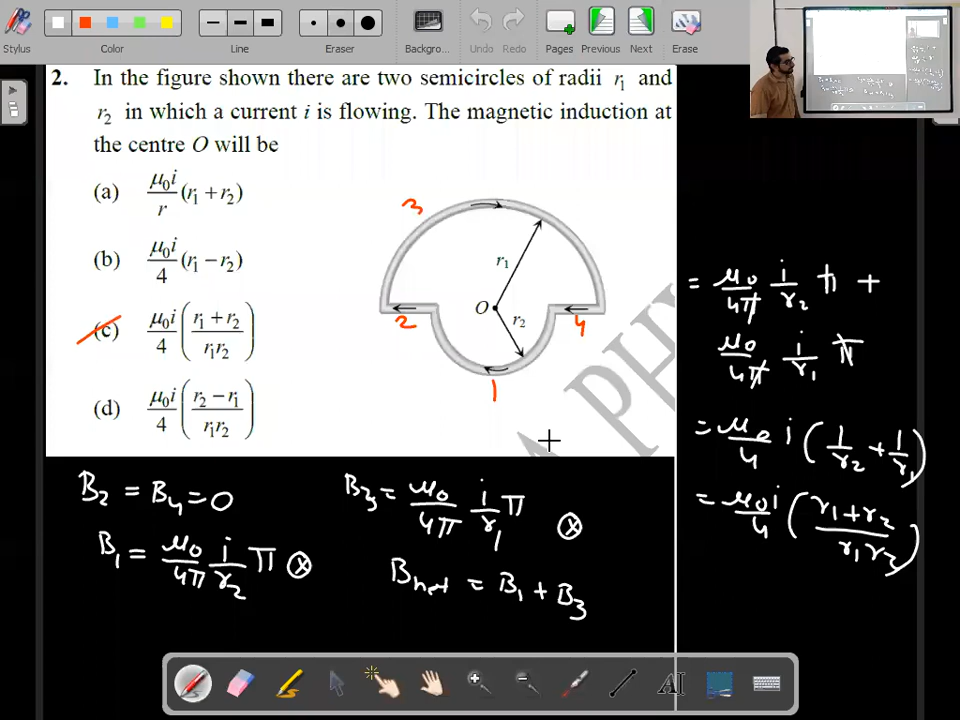 Stylus
Color
Line
Eraser
Backgro...
Undo
Redo
Pages
Previous
Next
Erase
2. In the figure shown there are two semicircles of radii r₁ and
r₂ in which a current i is flowing. The magnetic induction at
the centre O will be
(a) μ₀i/r (r₁ + r₂)
(b) μ₀i/4 (r₁ − r₂)
(c) μ₀i/4 ((r₁ + r₂)/r₁r₂)
(d) μ₀i/4 ((r₂ − r₁)/r₁r₂)
3
r₁
O
r₂
2
4
1
A PH
B₂ = B₄ = 0
B₁ = μ₀/4π i/r₂ π ⊗
B₃ = μ₀/4π i/r₁ π ⊗
Bnet = B₁ + B₃
= μ₀/4π i/r₂ π +
μ₀/4π i/r₁ π
= μ₀/4 i (1/r₂ + 1/r₁)
= μ₀i/4 ((r₁ + r₂)/r₁r₂)
AI